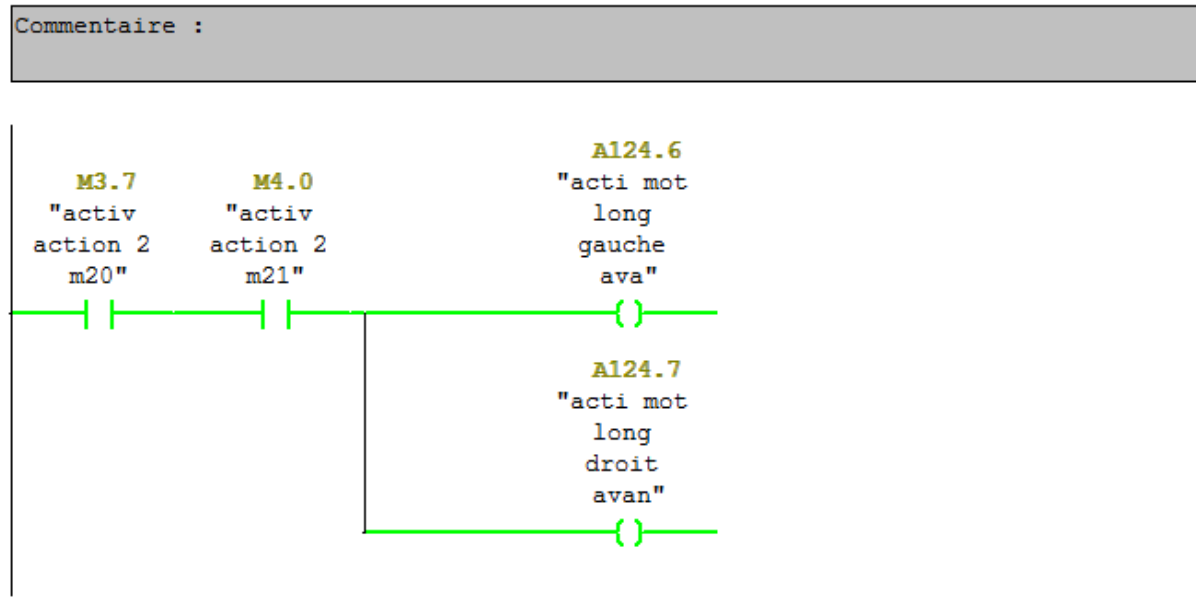 Commentaire :
A124.6
M3.7 M4.0 "acti mot
"activ "activ long
action 2 action 2 gauche
m20" m21" ava"
A124.7
"acti mot
long
droit
avan"